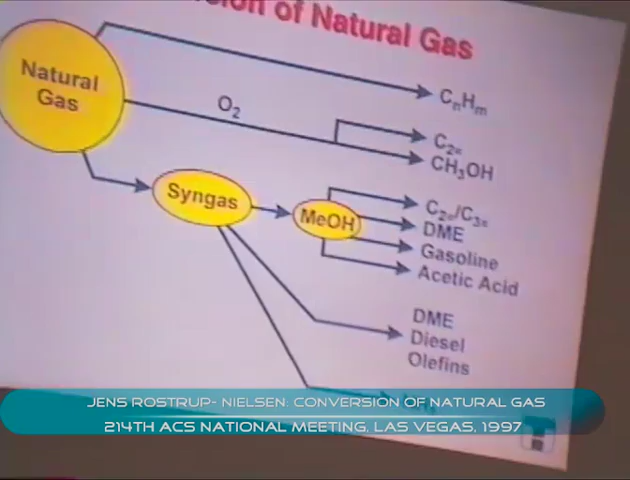 of Natural Gas
Natural
Gas
CnHm
O2
C2=
CH3OH
Syngas
MeOH
C2=/C3=
DME
Gasoline
Acetic Acid
DME
Diesel
Olefins
JENS ROSTRUP- NIELSEN: CONVERSION OF NATURAL GAS
214TH ACS NATIONAL MEETING, LAS VEGAS, 1997